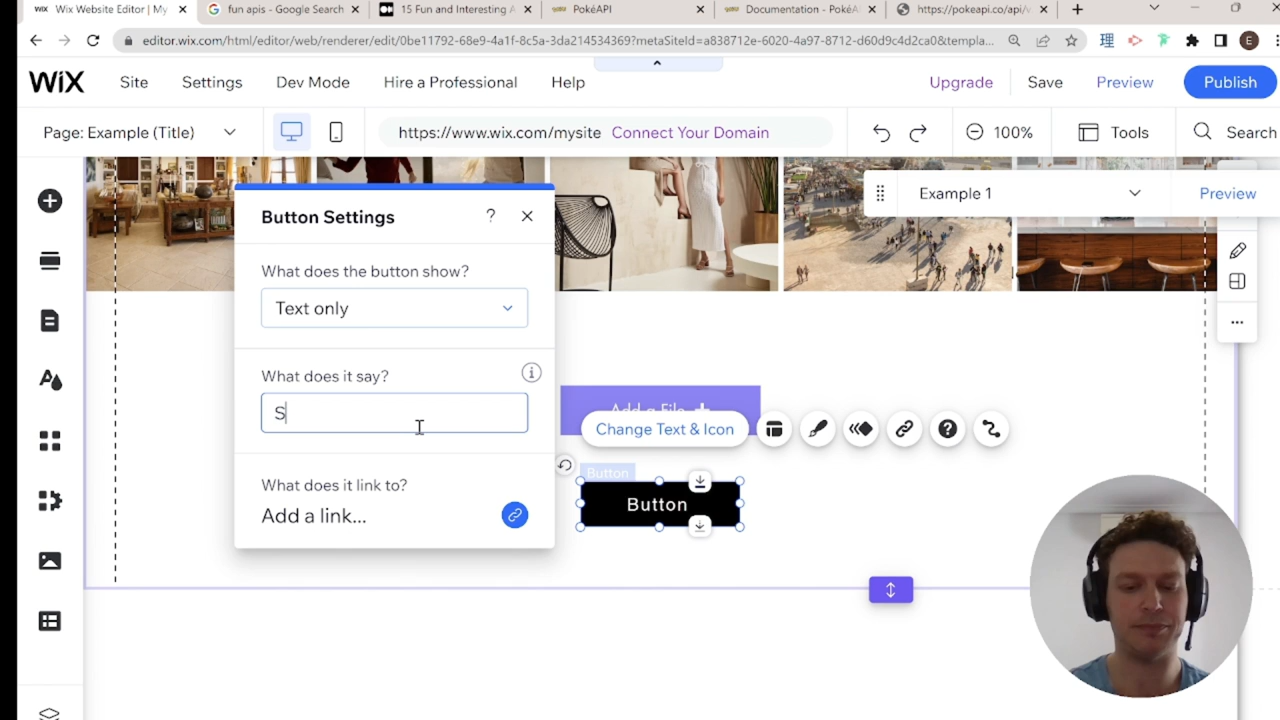 Wix Website Editor | My
fun apis - Google Search
15 Fun and Interesting A
PokéAPI
Documentation - PokéA
https://pokeapi.co/api/v
editor.wix.com/html/editor/web/renderer/edit/0be11792-68e9-4a1f-8c5a-3da214534369?metaSiteId=a838712e-6020-4a97-8712-d60d9c4d2ca0&templa...
理
E
WiX
Site
Settings
Dev Mode
Hire a Professional
Help
Upgrade
Save
Preview
Publish
Page: Example (Title)
https://www.wix.com/mysite Connect Your Domain
100%
Tools
Search
Example 1
Preview
Button Settings
?
What does the button show?
Text only
What does it say?
S
What does it link to?
Add a link...
Add a File
Change Text & Icon
Button
Button